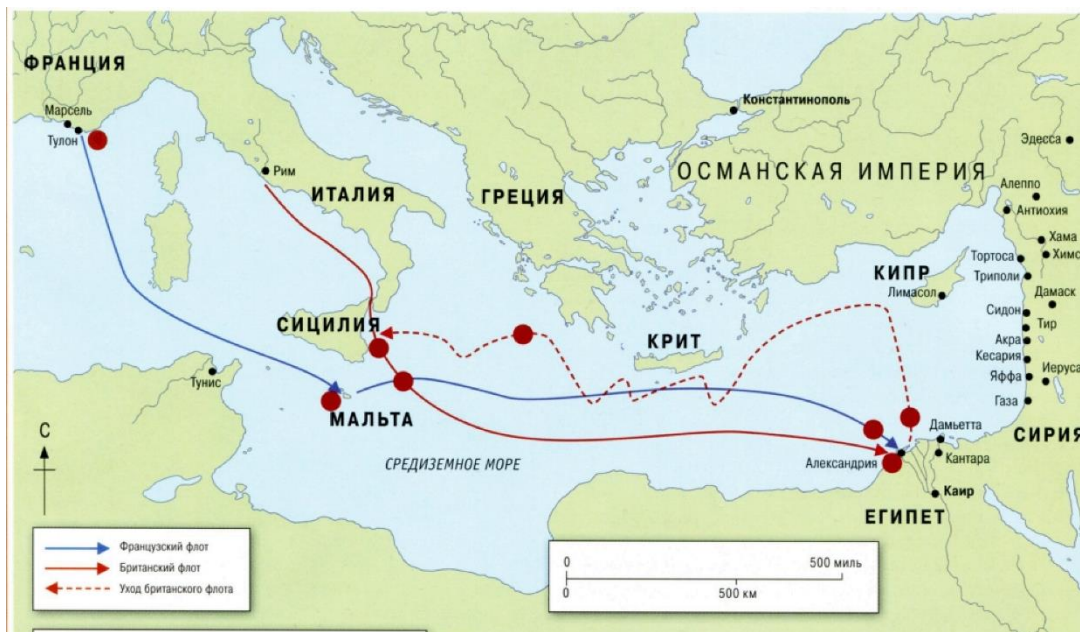 ФРАНЦИЯ
Марсель
Тулон
Рим
ИТАЛИЯ
ГРЕЦИЯ
Константинополь
ОСМАНСКАЯ ИМПЕРИЯ
Эдесса
Алеппо
Антиохия
Хама
Химс
Тортоса
Триполи
КИПР
Лимасол
Дамаск
Сидон
Тир
Акра
Кесария
Яффа
Иеруса
Газа
СИРИЯ
СИЦИЛИЯ
КРИТ
Тунис
МАЛЬТА
СРЕДИЗЕМНОЕ МОРЕ
Дамьетта
Александрия
Кантара
Каир
ЕГИПЕТ
С
Французский флот
Британский флот
Уход британского флота
0 500 миль
0 500 км